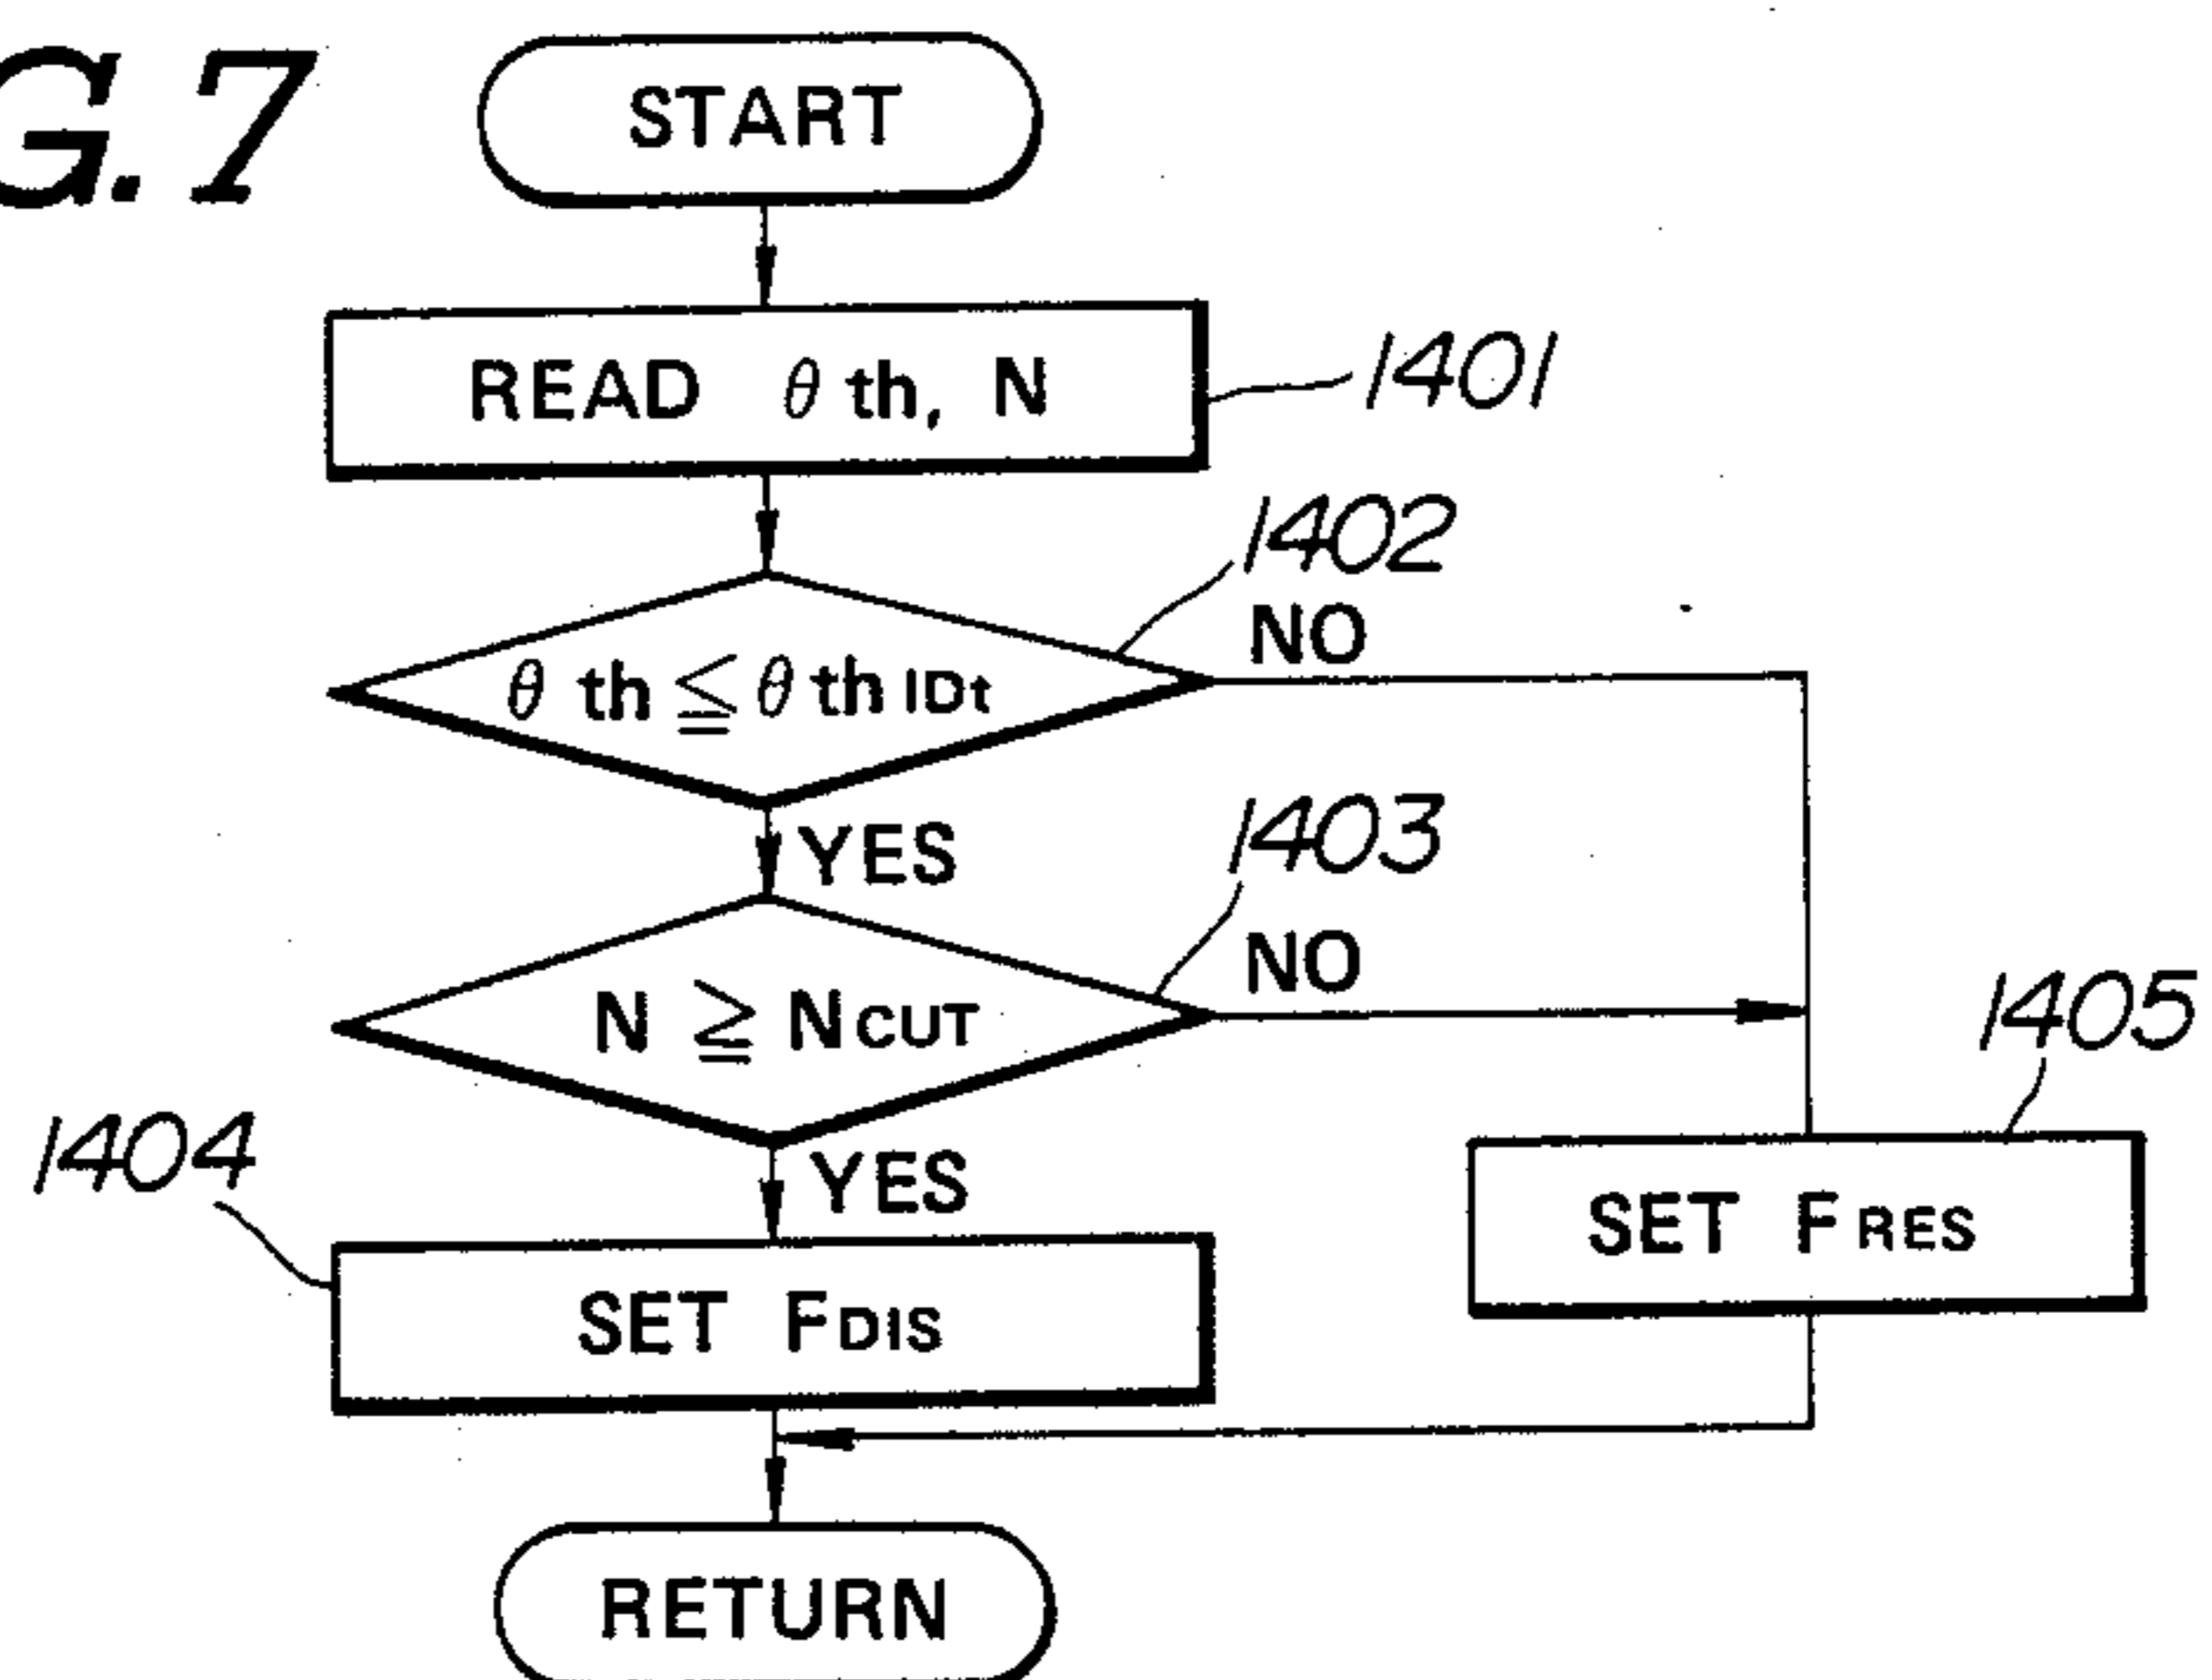 G.7
START
READ θ th, N
1401
1402
NO
θ th ≦ θ th IDt
YES
1403
NO
N ≧ NCUT
1405
1404
YES
SET FRES
SET FDIS
RETURN